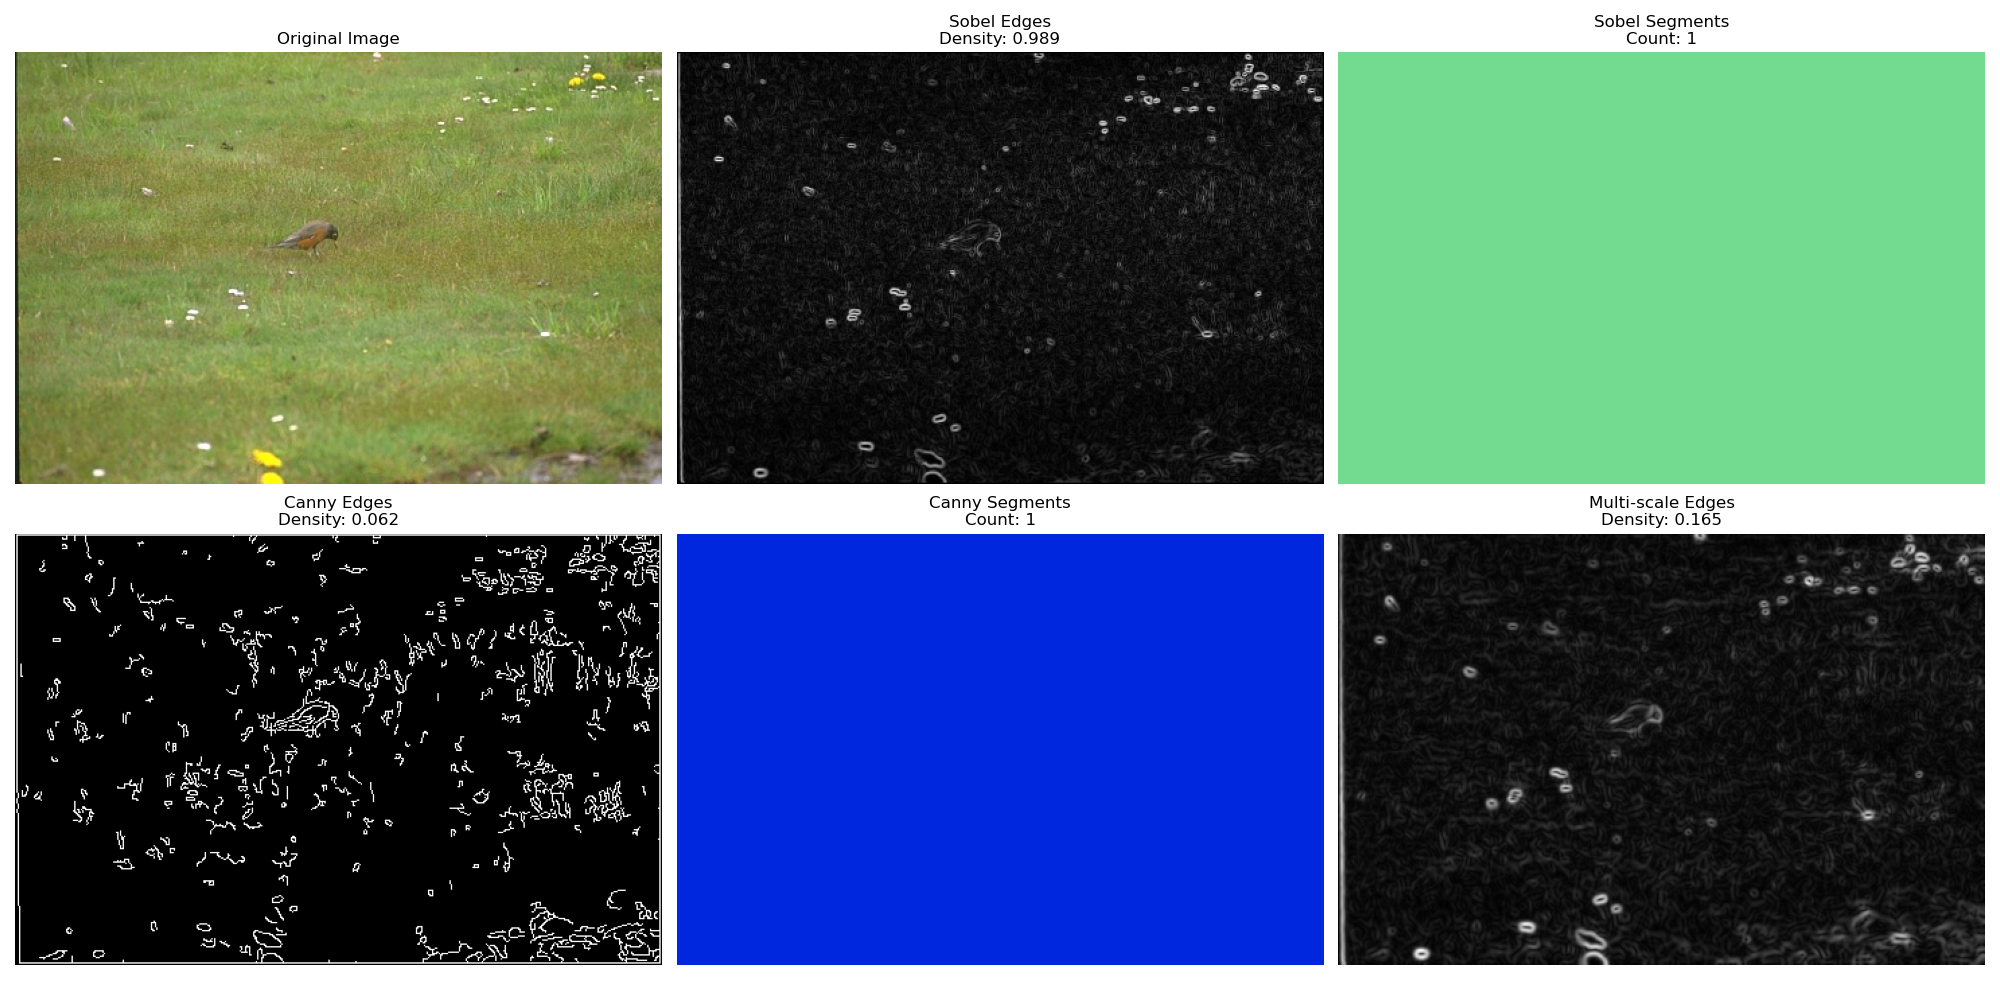 Original Image
Sobel Edges
Density: 0.989
Sobel Segments
Count: 1
Canny Edges
Density: 0.062
Canny Segments
Count: 1
Multi-scale Edges
Density: 0.165